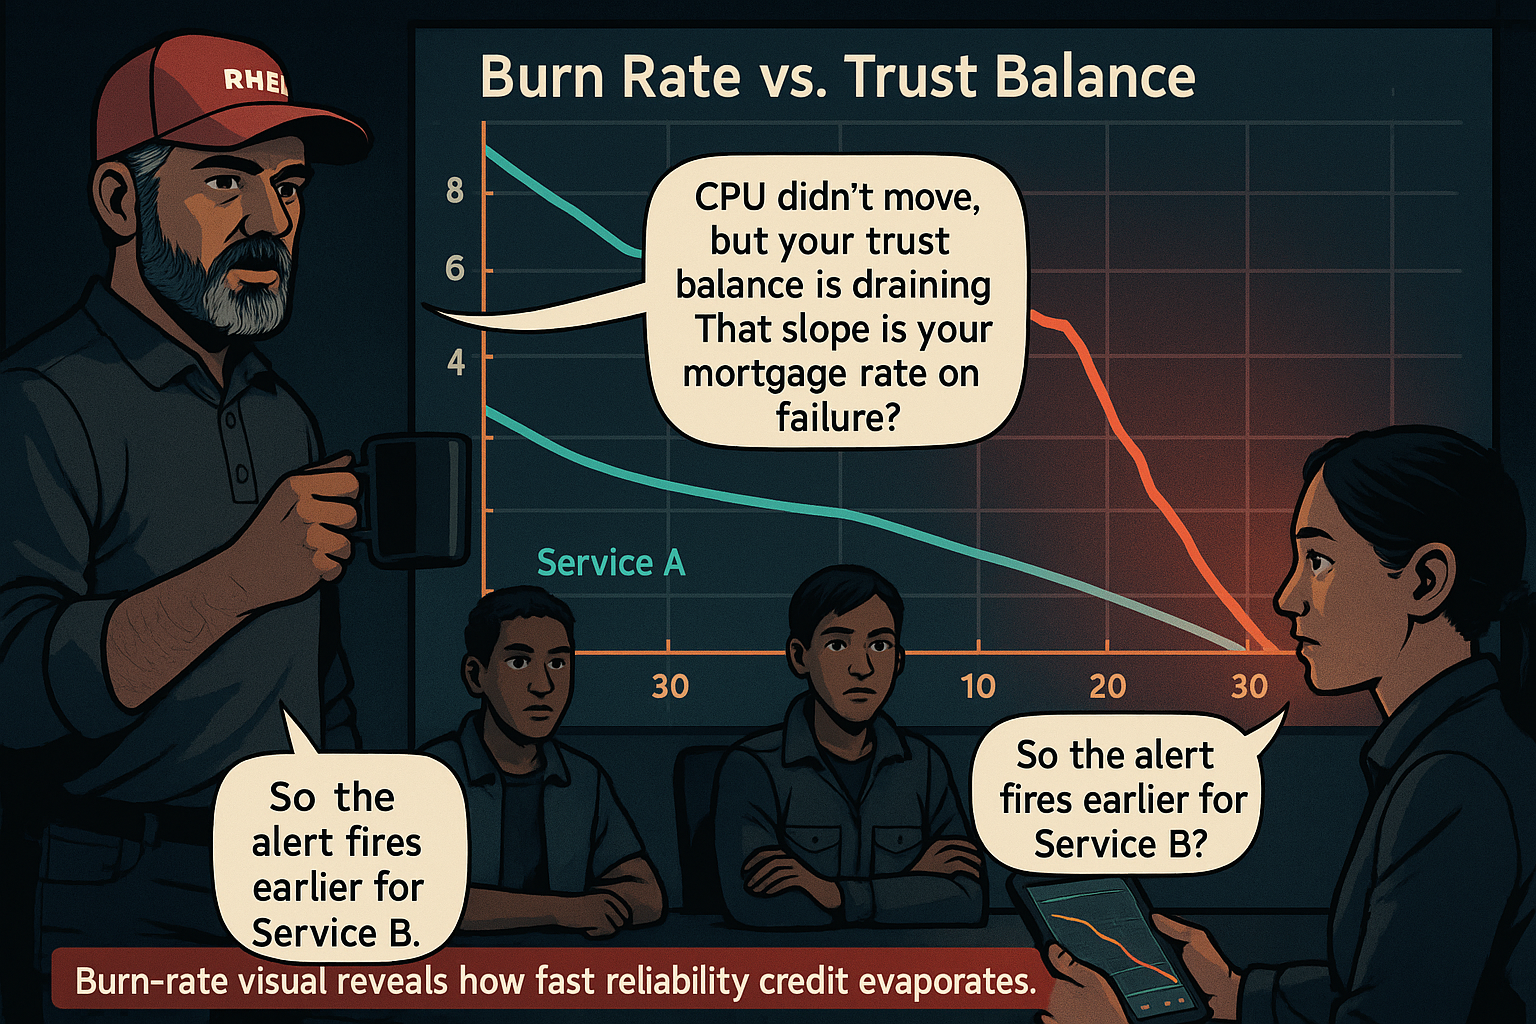 RHEL
Burn Rate vs. Trust Balance
8
6
4
CPU didn't move,
but your trust
balance is draining
That slope is your
mortgage rate on
failure?
Service A
30
10
20
30
So the alert
fires earlier for
Service B?
So the
alert fires
earlier for
Service B.
Burn-rate visual reveals how fast reliability credit evaporates.